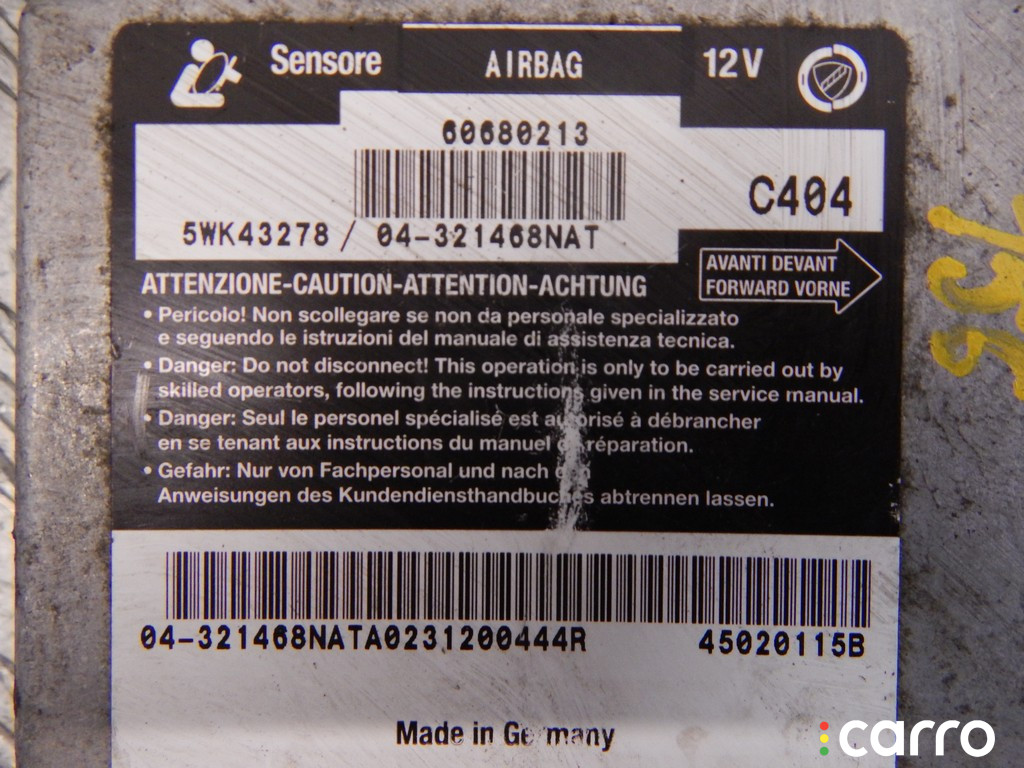 Sensore AIRBAG 12V
60680213
C404
5WK43278 / 04-321468NAT
AVANTI DEVANT
FORWARD VORNE
ATTENZIONE-CAUTION-ATTENTION-ACHTUNG
• Pericolo! Non scollegare se non da personale specializzato
e seguendo le istruzioni del manuale di assistenza tecnica.
• Danger: Do not disconnect! This operation is only to be carried out by
skilled operators, following the instructions given in the service manual.
• Danger: Seul le personel spécialisé est autorisé à débrancher
en se tenant aux instructions du manuel de réparation.
• Gefahr: Nur von Fachpersonal und nach den
Anweisungen des Kundendiensthandbuches abtrennen lassen.
04-321468NATA0231200444R 45020115B
Made in Germany
carro